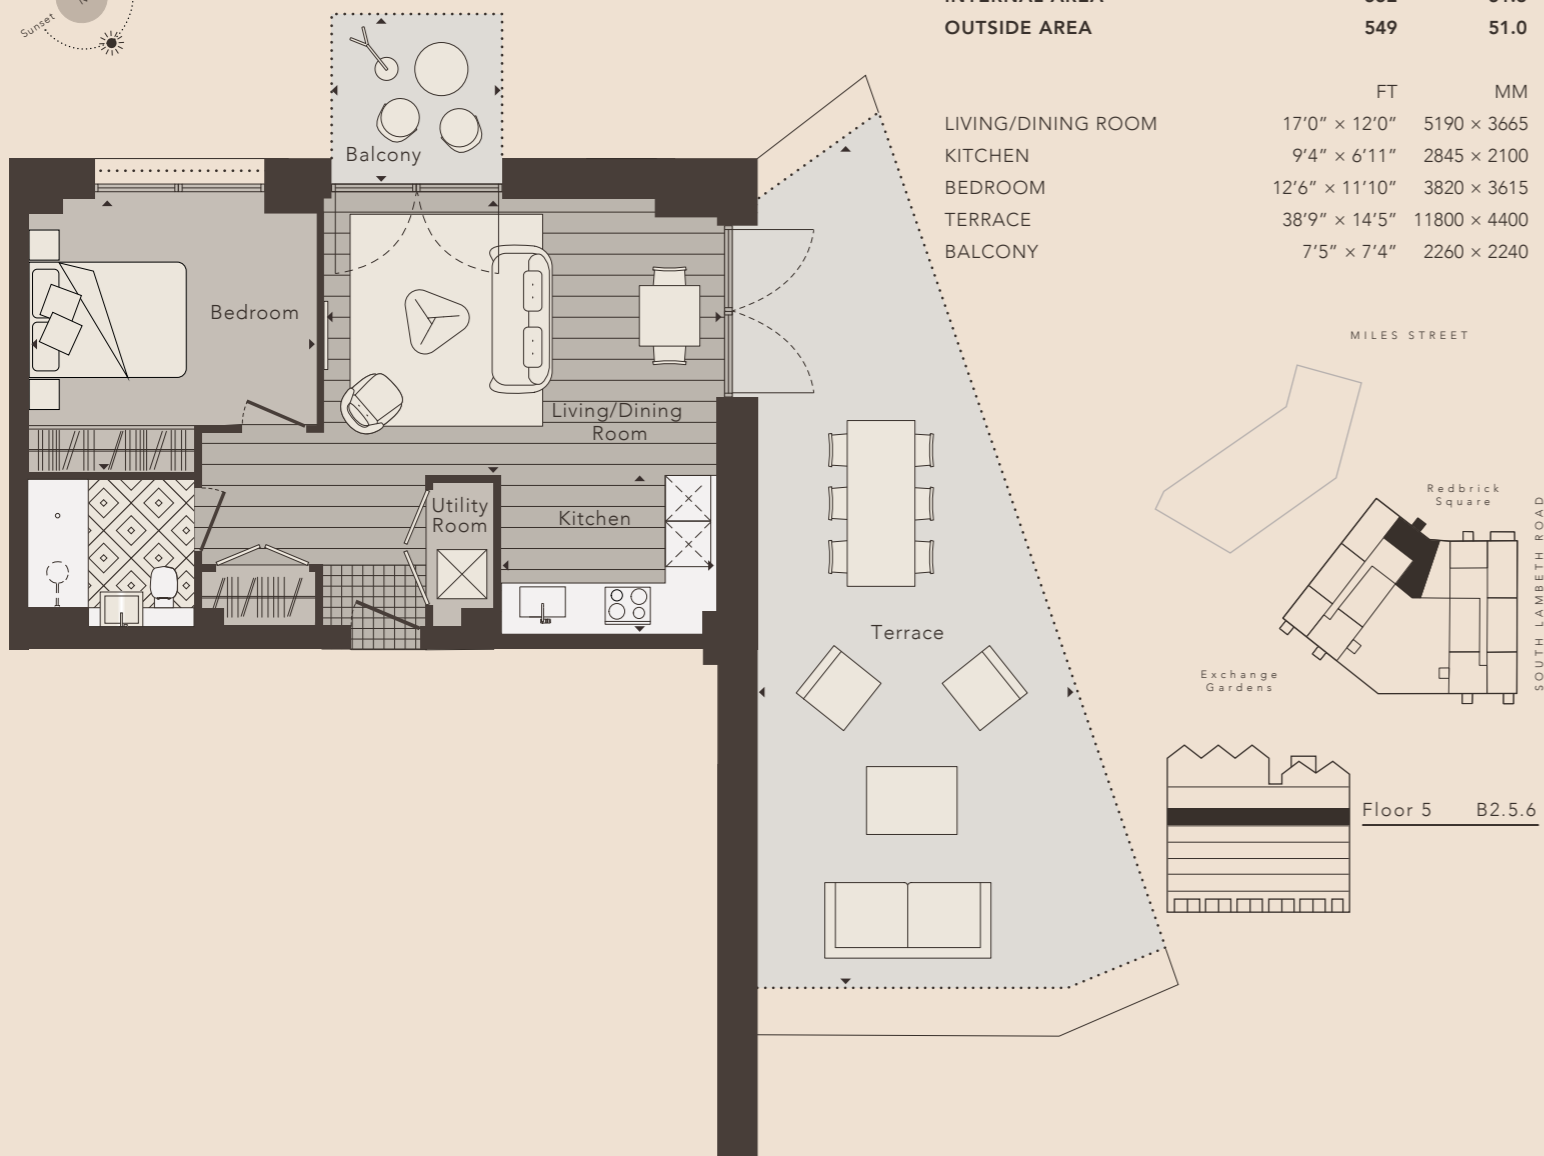 Sunset
OUTSIDE AREA 549 51.0
FT MM
LIVING/DINING ROOM 17’0” × 12’0” 5190 × 3665
KITCHEN 9’4” × 6’11” 2845 × 2100
BEDROOM 12’6” × 11’10” 3820 × 3615
TERRACE 38’9” × 14’5” 11800 × 4400
BALCONY 7’5” × 7’4” 2260 × 2240
Balcony
Bedroom
Living/Dining
Room
Utility
Room
Kitchen
Terrace
MILES STREET
Redbrick
Square
SOUTH LAMBETH ROAD
Exchange
Gardens
Floor 5 B2.5.6